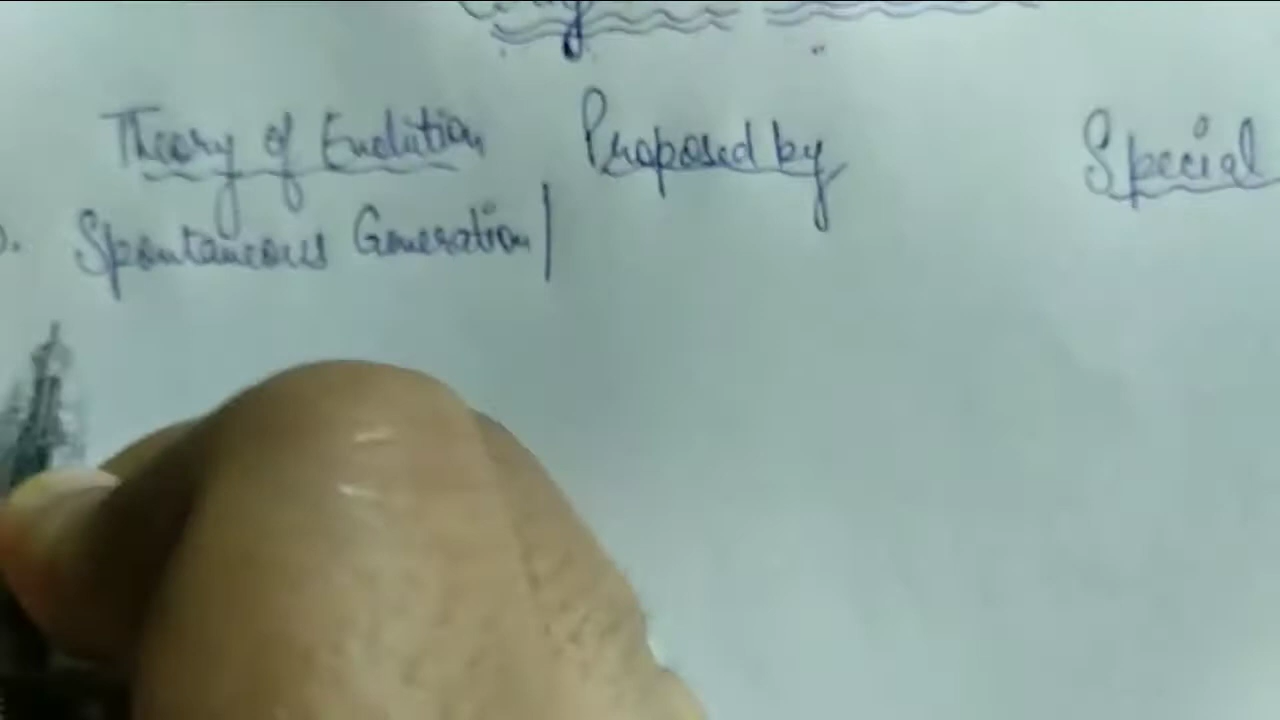 Theory of Evolution Proposed by Special
Spontaneous Generation/